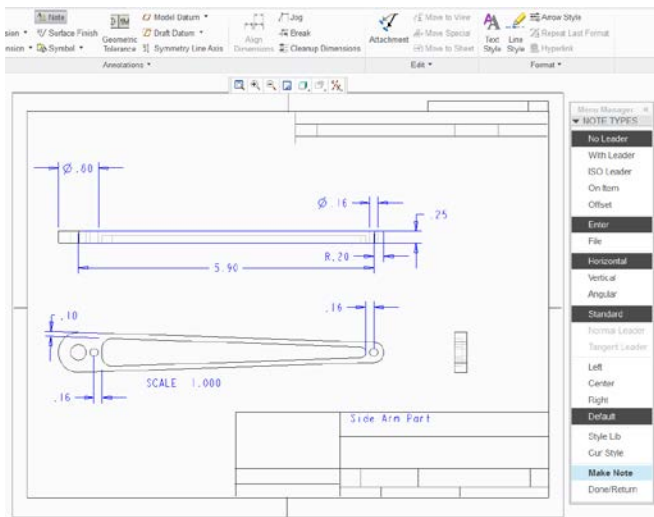 Note
Surface Finish
Symbol
Geometric Tolerance
Model Datum
Draft Datum
Symmetry Line Axis
Annotations
Align Dimensions
Jog
Break
Cleanup Dimensions
Attachment
Move to View
Move Special
Move to Sheet
Edit
Text Style
Line Style
Arrow Style
Repeat Last Format
Hyperlink
Format
Ø.60
Ø.16
.25
R.20
5.90
.10
.16
.16
SCALE 1.000
Side Arm Part
Menu Manager
NOTE TYPES
No Leader
With Leader
ISO Leader
On Item
Offset
Enter
File
Horizontal
Vertical
Angular
Standard
Normal Leader
Tangent Leader
Left
Center
Right
Default
Style Lib
Cur Style
Make Note
Done/Return